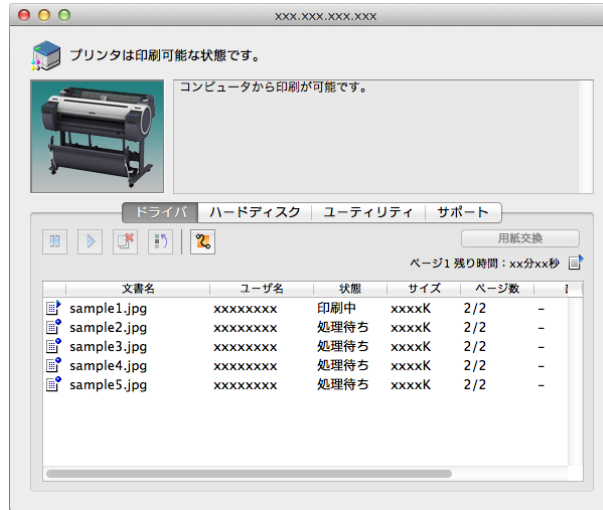 xxx.xxx.xxx.xxx
プリンタは印刷可能な状態です。
コンピュータから印刷が可能です。
ドライバ ハードディスク ユーティリティ サポート
用紙交換
ページ1 残り時間：xx分xx秒
文書名 ユーザ名 状態 サイズ ページ数
sample1.jpg xxxxxxxx 印刷中 xxxxK 2/2 –
sample2.jpg xxxxxxxx 処理待ち xxxxK 2/2 –
sample3.jpg xxxxxxxx 処理待ち xxxxK 2/2 –
sample4.jpg xxxxxxxx 処理待ち xxxxK 2/2 –
sample5.jpg xxxxxxxx 処理待ち xxxxK 2/2 –